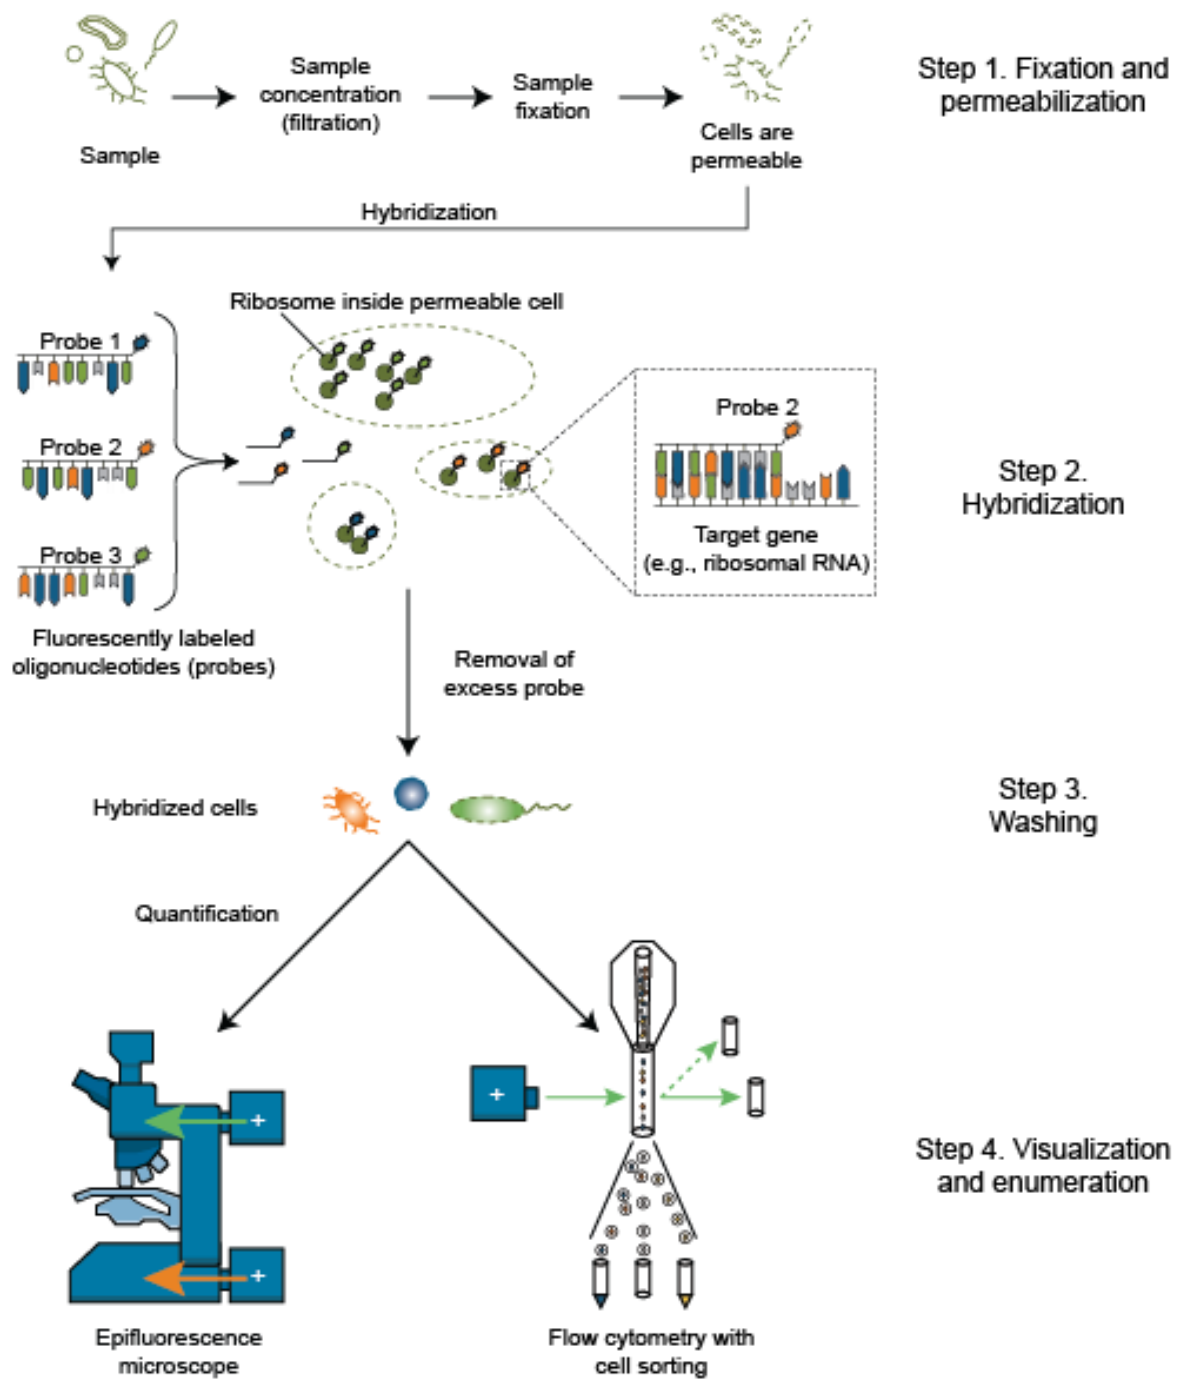 Sample
Sample
concentration
(filtration)
Sample
fixation
Cells are
permeable
Step 1. Fixation and
permeabilization
Hybridization
Ribosome inside permeable cell
Probe 1
Probe 2
Probe 3
Fluorescently labeled
oligonucleotides (probes)
Probe 2
Target gene
(e.g., ribosomal RNA)
Step 2.
Hybridization
Removal of
excess probe
Hybridized cells
Step 3.
Washing
Quantification
+
+
+
Step 4. Visualization
and enumeration
Epifluorescence
microscope
Flow cytometry with
cell sorting